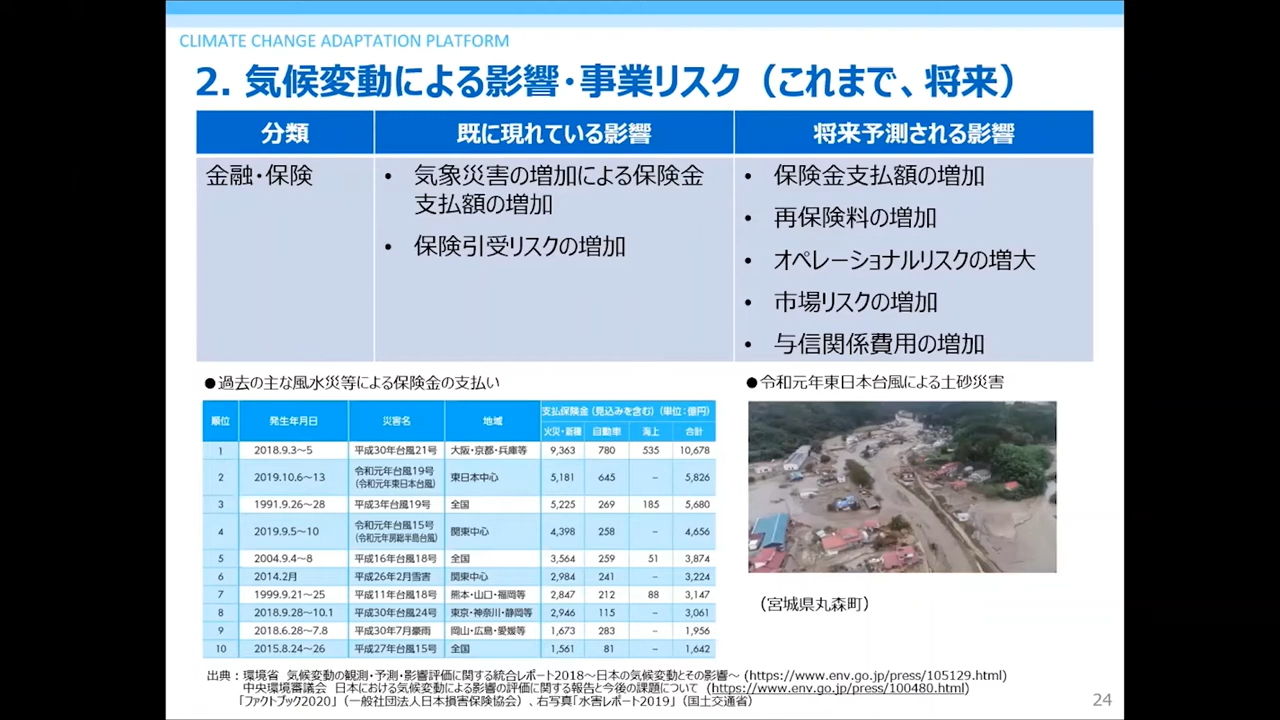 CLIMATE CHANGE ADAPTATION PLATFORM
2. 気候変動による影響・事業リスク（これまで、将来）
分類 既に現れている影響 将来予測される影響
金融・保険
• 気象災害の増加による保険金
支払額の増加
• 保険引受リスクの増加
• 保険金支払額の増加
• 再保険料の増加
• オペレーショナルリスクの増大
• 市場リスクの増加
• 与信関係費用の増加
●過去の主な風水災等による保険金の支払い
順位 発生年月日 災害名 地域 支払保険金（見込みを含む）（単位：億円）
火災・新種 自動車 海上 合計
1 2018.9.3～5 平成30年台風21号 大阪・京都・兵庫等 9,363 780 535 10,678
2 2019.10.6～13 令和元年台風19号 東日本中心 5,181 645 – 5,826
（令和元年東日本台風）
3 1991.9.26～28 平成3年台風19号 全国 5,225 269 185 5,680
4 2019.9.5～10 令和元年台風15号 関東中心 4,398 258 – 4,656
（令和元年房総半島台風）
5 2004.9.4～8 平成16年台風18号 全国 3,564 259 51 3,874
6 2014.2月 平成26年2月雪害 関東中心 2,984 241 – 3,224
7 1999.9.21～25 平成11年台風18号 熊本・山口・福岡等 2,847 212 88 3,147
8 2018.9.28～10.1 平成30年台風24号 東京・神奈川・静岡等 2,946 115 – 3,061
9 2018.6.28～7.8 平成30年7月豪雨 岡山・広島・愛媛等 1,673 283 – 1,956
10 2015.8.24～26 平成27年台風15号 全国 1,561 81 – 1,642
●令和元年東日本台風による土砂災害
（宮城県丸森町）
出典：環境省 気候変動の観測・予測・影響評価に関する統合レポート2018～日本の気候変動とその影響～（https://www.env.go.jp/press/105129.html）
中央環境審議会 日本における気候変動による影響の評価に関する報告と今後の課題について（https://www.env.go.jp/press/100480.html）
「ファクトブック2020」（一般社団法人日本損害保険協会）、右写真「水害レポート2019」（国土交通省）
24